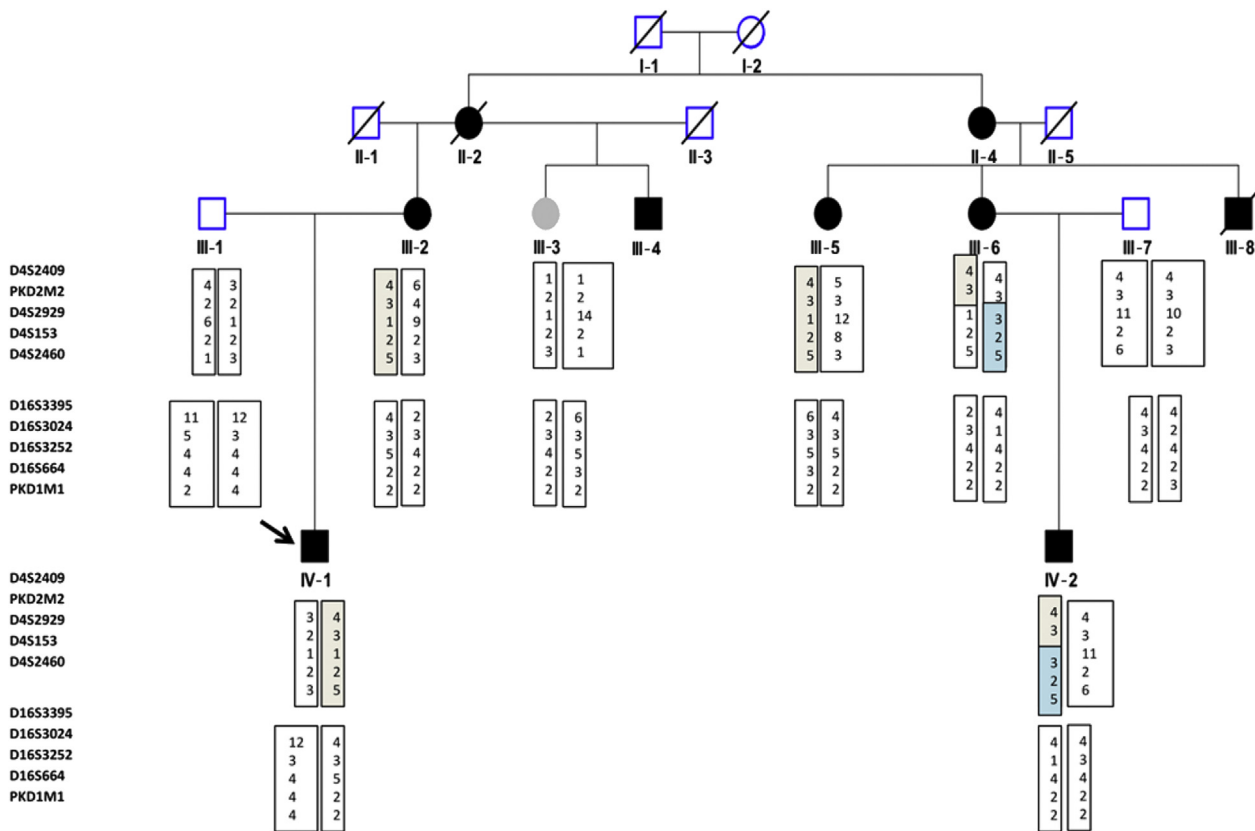 I-1 I-2
II-1 II-2 II-3 II-4 II-5
III-1 III-2 III-3 III-4 III-5 III-6 III-7 III-8
D4S2409
PKD2M2
D4S2929
D4S153
D4S2460
4 3 4 6 1 1 4 5 4 4 4 4
2 2 3 4 2 2 3 3 3 3 3 3
6 1 1 9 1 14 1 12 1 3 11 10
2 2 2 2 2 2 2 8 2 2 2 2
1 3 5 3 3 1 5 3 5 5 6 3
D16S3395
D16S3024
D16S3252
D16S664
PKD1M1
11 12 4 2 2 6 6 4 2 4 4 4
5 3 3 3 3 3 3 3 3 1 3 2
4 4 5 4 4 5 5 5 4 4 4 4
4 4 2 2 2 3 3 2 2 2 2 2
2 4 2 2 2 2 2 2 2 2 2 3
IV-1 IV-2
D4S2409
PKD2M2
D4S2929
D4S153
D4S2460
3 4 4 4
2 3 3 3
1 1 3 11
2 2 2 2
3 5 5 6
D16S3395
D16S3024
D16S3252
D16S664
PKD1M1
12 4 4 4
3 3 1 3
4 5 4 4
4 2 2 2
4 2 2 2